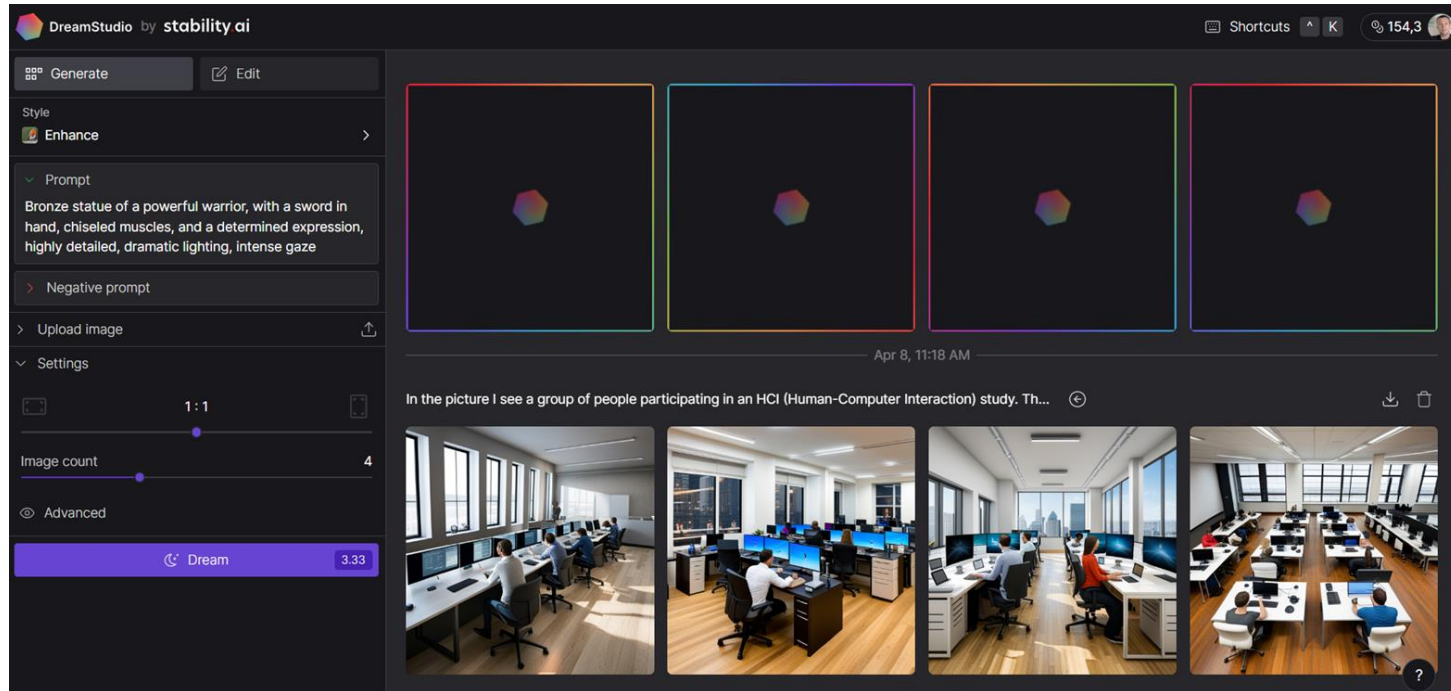 DreamStudio by stability.ai
Shortcuts ^ K
154,3
Generate
Edit
Style
Enhance
Prompt
Bronze statue of a powerful warrior, with a sword in
hand, chiseled muscles, and a determined expression,
highly detailed, dramatic lighting, intense gaze
Negative prompt
Upload image
Settings
1 : 1
Image count 4
Advanced
Dream 3.33
Apr 8, 11:18 AM
In the picture I see a group of people participating in an HCI (Human-Computer Interaction) study. Th...
?